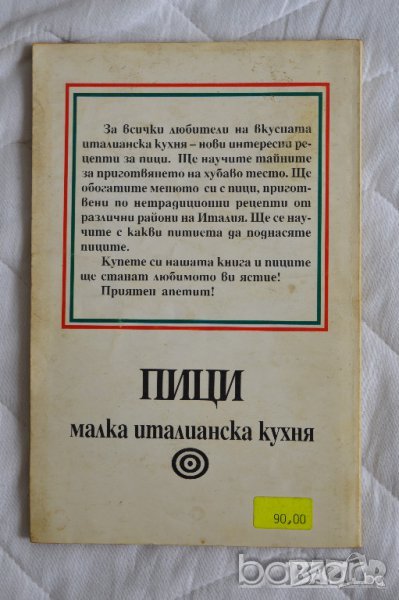 За всички любители на вкусната
италианска кухня – нови интересни ре-
цепти за пици. Ще научите тайните
за приготвянето на хубаво тесто. Ще
обогатите менюто си с пици, пригот-
вени по нетрадиционни рецепти от
различни райони на Италия. Ще се нау-
чите с какви питиета да поднасяте
пиците.
Купете си нашата книга и пиците
ще станат любимото ви ястие!
Приятен апетит!
ПИЦИ
малка италианска кухня
90,00